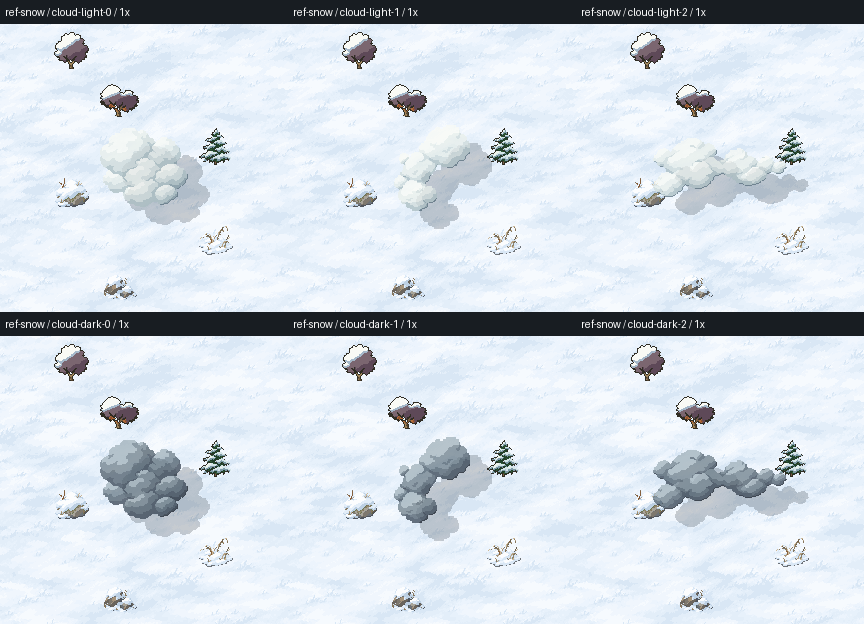 ref-snow / cloud-light-0 / 1x
ref-snow / cloud-light-1 / 1x
ref-snow / cloud-light-2 / 1x
ref-snow / cloud-dark-0 / 1x
ref-snow / cloud-dark-1 / 1x
ref-snow / cloud-dark-2 / 1x